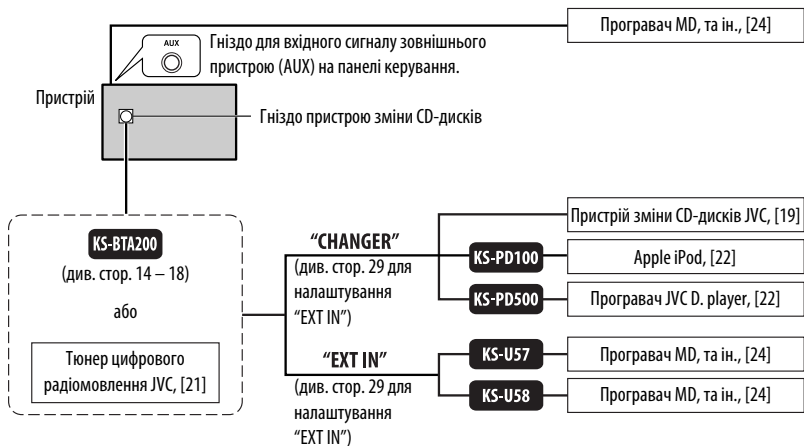 Програвач MD, та ін., [24]
AUX
Гніздо для вхідного сигналу зовнішнього
пристрою (AUX) на панелі керування.
Пристрій
Гніздо пристрою зміни CD-дисків
KS-BTA200
(див. стор. 14 – 18)
або
Тюнер цифрового
радіомовлення JVC, [21]
“CHANGER”
(див. стор. 29 для
налаштування
“EXT IN”)
Пристрій зміни CD-дисків JVC, [19]
KS-PD100
Apple iPod, [22]
KS-PD500
Програвач JVC D. player, [22]
“EXT IN”
(див. стор. 29 для
налаштування
“EXT IN”)
KS-U57
Програвач MD, та ін., [24]
KS-U58
Програвач MD, та ін., [24]